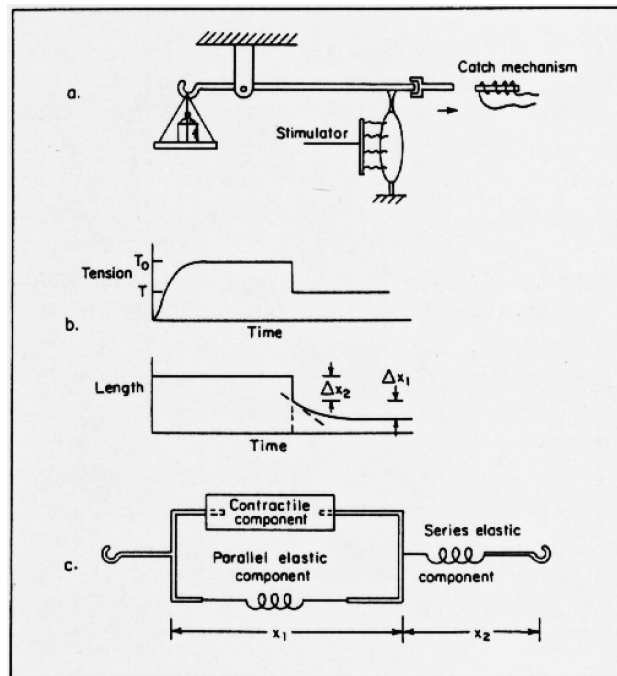 a.
Catch mechanism
Stimulator
Tension
T₀
T
Time
b.
Length
Δx₂
Δx₁
Time
c.
Contractile
component
Parallel elastic
component
Series elastic
component
x₁
x₂